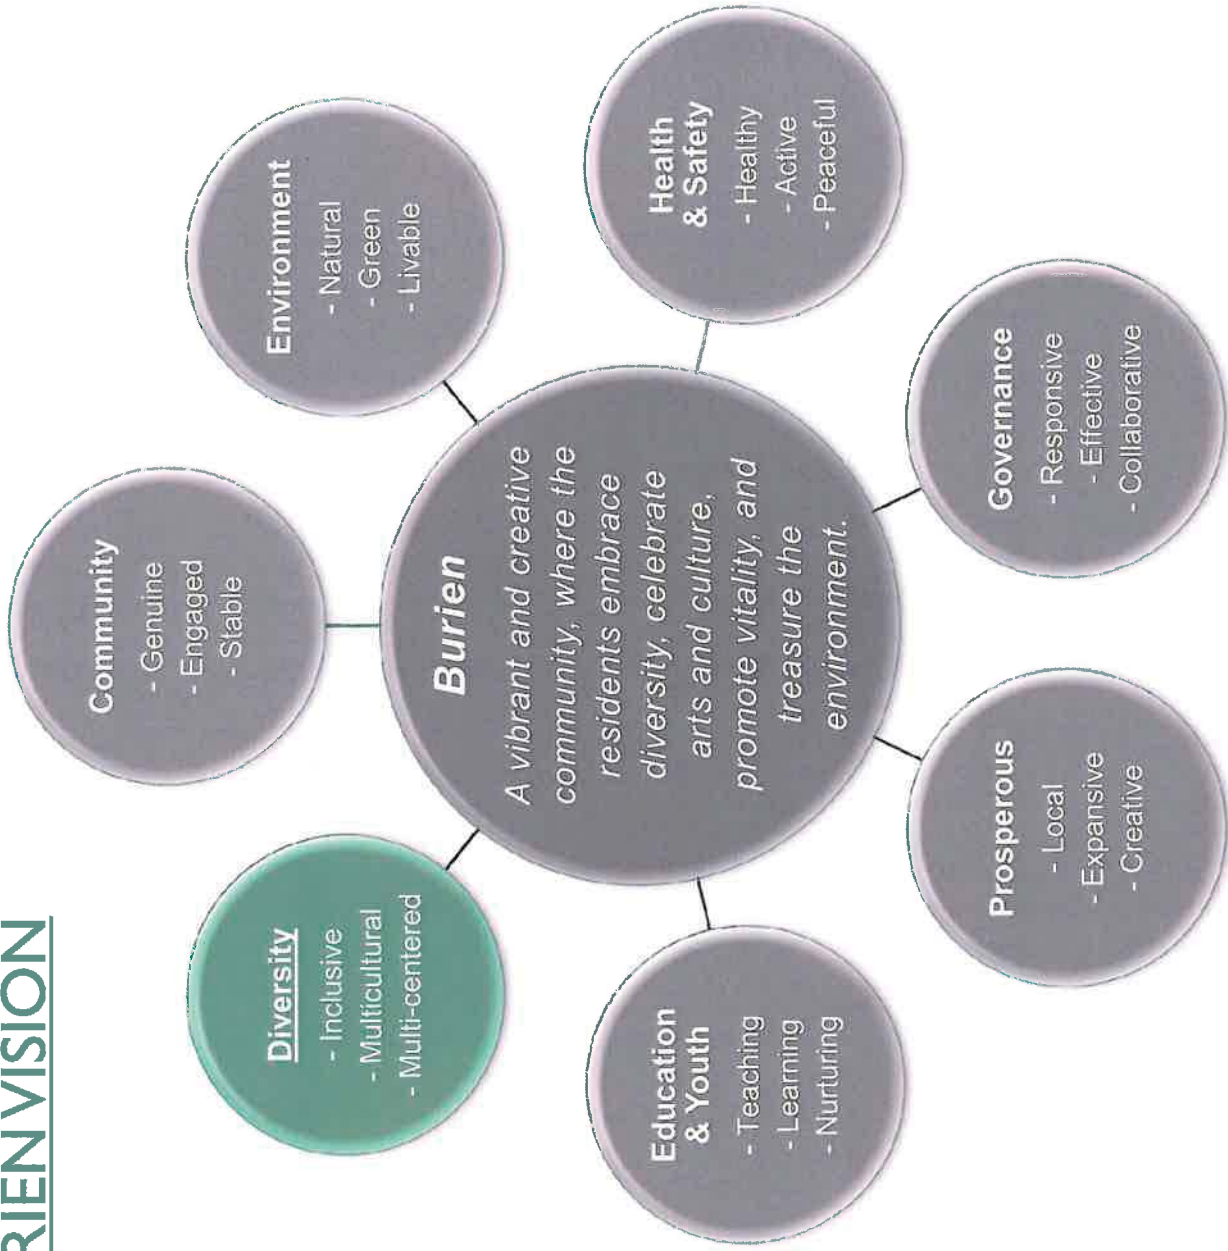 RIEN VISION
Diversity
- Inclusive
- Multicultural
- Multi-centered
Community
- Genuine
- Engaged
- Stable
Environment
- Natural
- Green
- Livable
Burien
A vibrant and creative
community, where the
residents embrace
diversity, celebrate
arts and culture,
promote vitality, and
treasure the
environment.
Education
& Youth
- Teaching
- Learning
- Nurturing
Health
& Safety
- Healthy
- Active
- Peaceful
Prosperous
- Local
- Expansive
- Creative
Governance
- Responsive
- Effective
- Collaborative